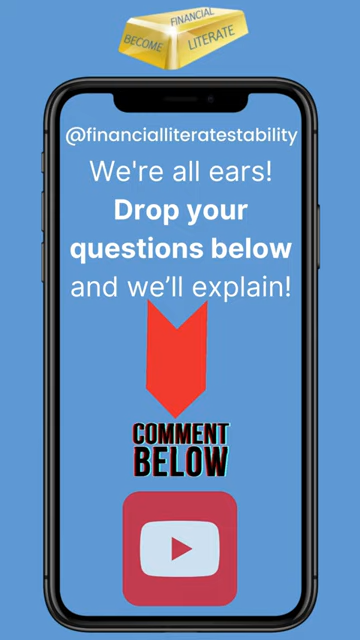 BECOME
FINANCIAL
LITERATE
@financialliteratestability
We're all ears!
Drop your
questions below
and we’ll explain!
COMMENT
BELOW